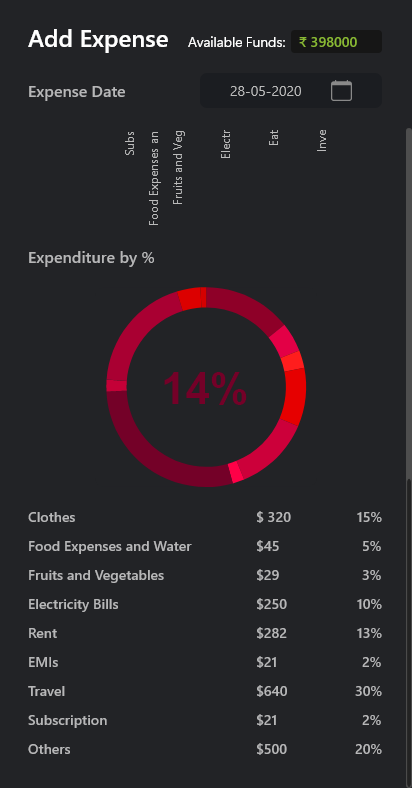 Add Expense Available Funds: ₹ 398000
Expense Date 28-05-2020
Subs
Food Expenses an
Fruits and Veg
Electr
Eat
Inve
Expenditure by %
14%
Clothes $ 320 15%
Food Expenses and Water $45 5%
Fruits and Vegetables $29 3%
Electricity Bills $250 10%
Rent $282 13%
EMIs $21 2%
Travel $640 30%
Subscription $21 2%
Others $500 20%